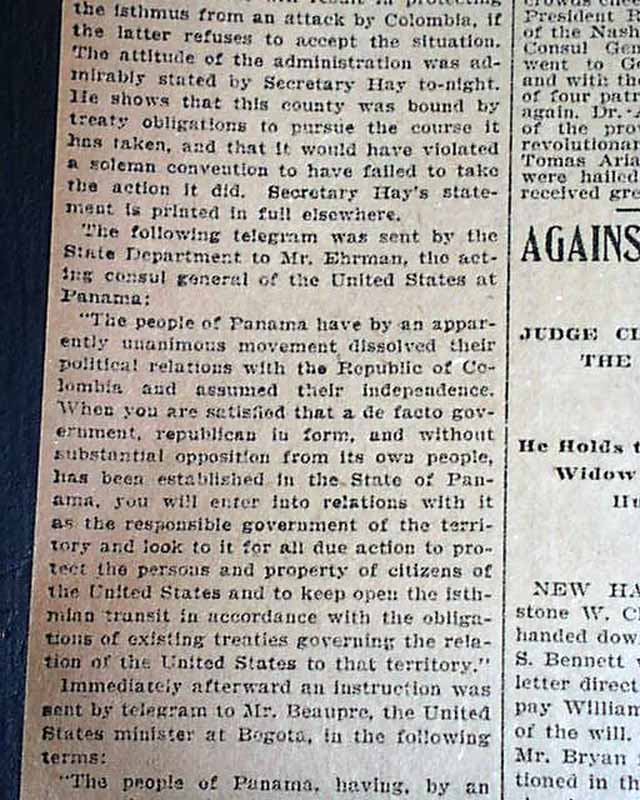 the isthmus from an attack by Colombia, if
the latter refuses to accept the situation.
The attitude of the administration was ad-
mirably stated by Secretary Hay to-night.
He shows that this county was bound by
treaty obligations to pursue the course it
has taken, and that it would have violated
a solemn convention to have failed to take
the action it did. Secretary Hay's state-
ment is printed in full elsewhere.
The following telegram was sent by the
State Department to Mr. Ehrman, the act-
ing consul general of the United States at
Panama:
"The people of Panama have by an appar-
ently unanimous movement dissolved their
political relations with the Republic of Co-
lombia and assumed their independence.
When you are satisfied that a de facto gov-
ernment, republican in form, and without
substantial opposition from its own people,
has been established in the State of Pan-
ama, you will enter into relations with it
as the responsible government of the terri-
tory and look to it for all due action to pro-
tect the persons and property of citizens of
the United States and to keep open the isth-
mian transit in accordance with the obliga-
tions of existing treaties governing the rela-
tion of the United States to that territory."
Immediately afterward an instruction was
sent by telegram to Mr. Beaupre, the United
States minister at Bogota, in the following
terms:
"The people of Panama, having, by an
President
of the Nash
Consul Gen
went to G
and with th
of four patr
again. Dr.
of the pro
revolutionar
Tomas Aria
were hailed
received gre
AGAINS
JUDGE CL
THE
He Holds t
Widow
Hu
NEW HA
stone W. C
handed dow
S. Bennett
letter direct
pay William
of the will.
Mr. Bryan
tioned in th